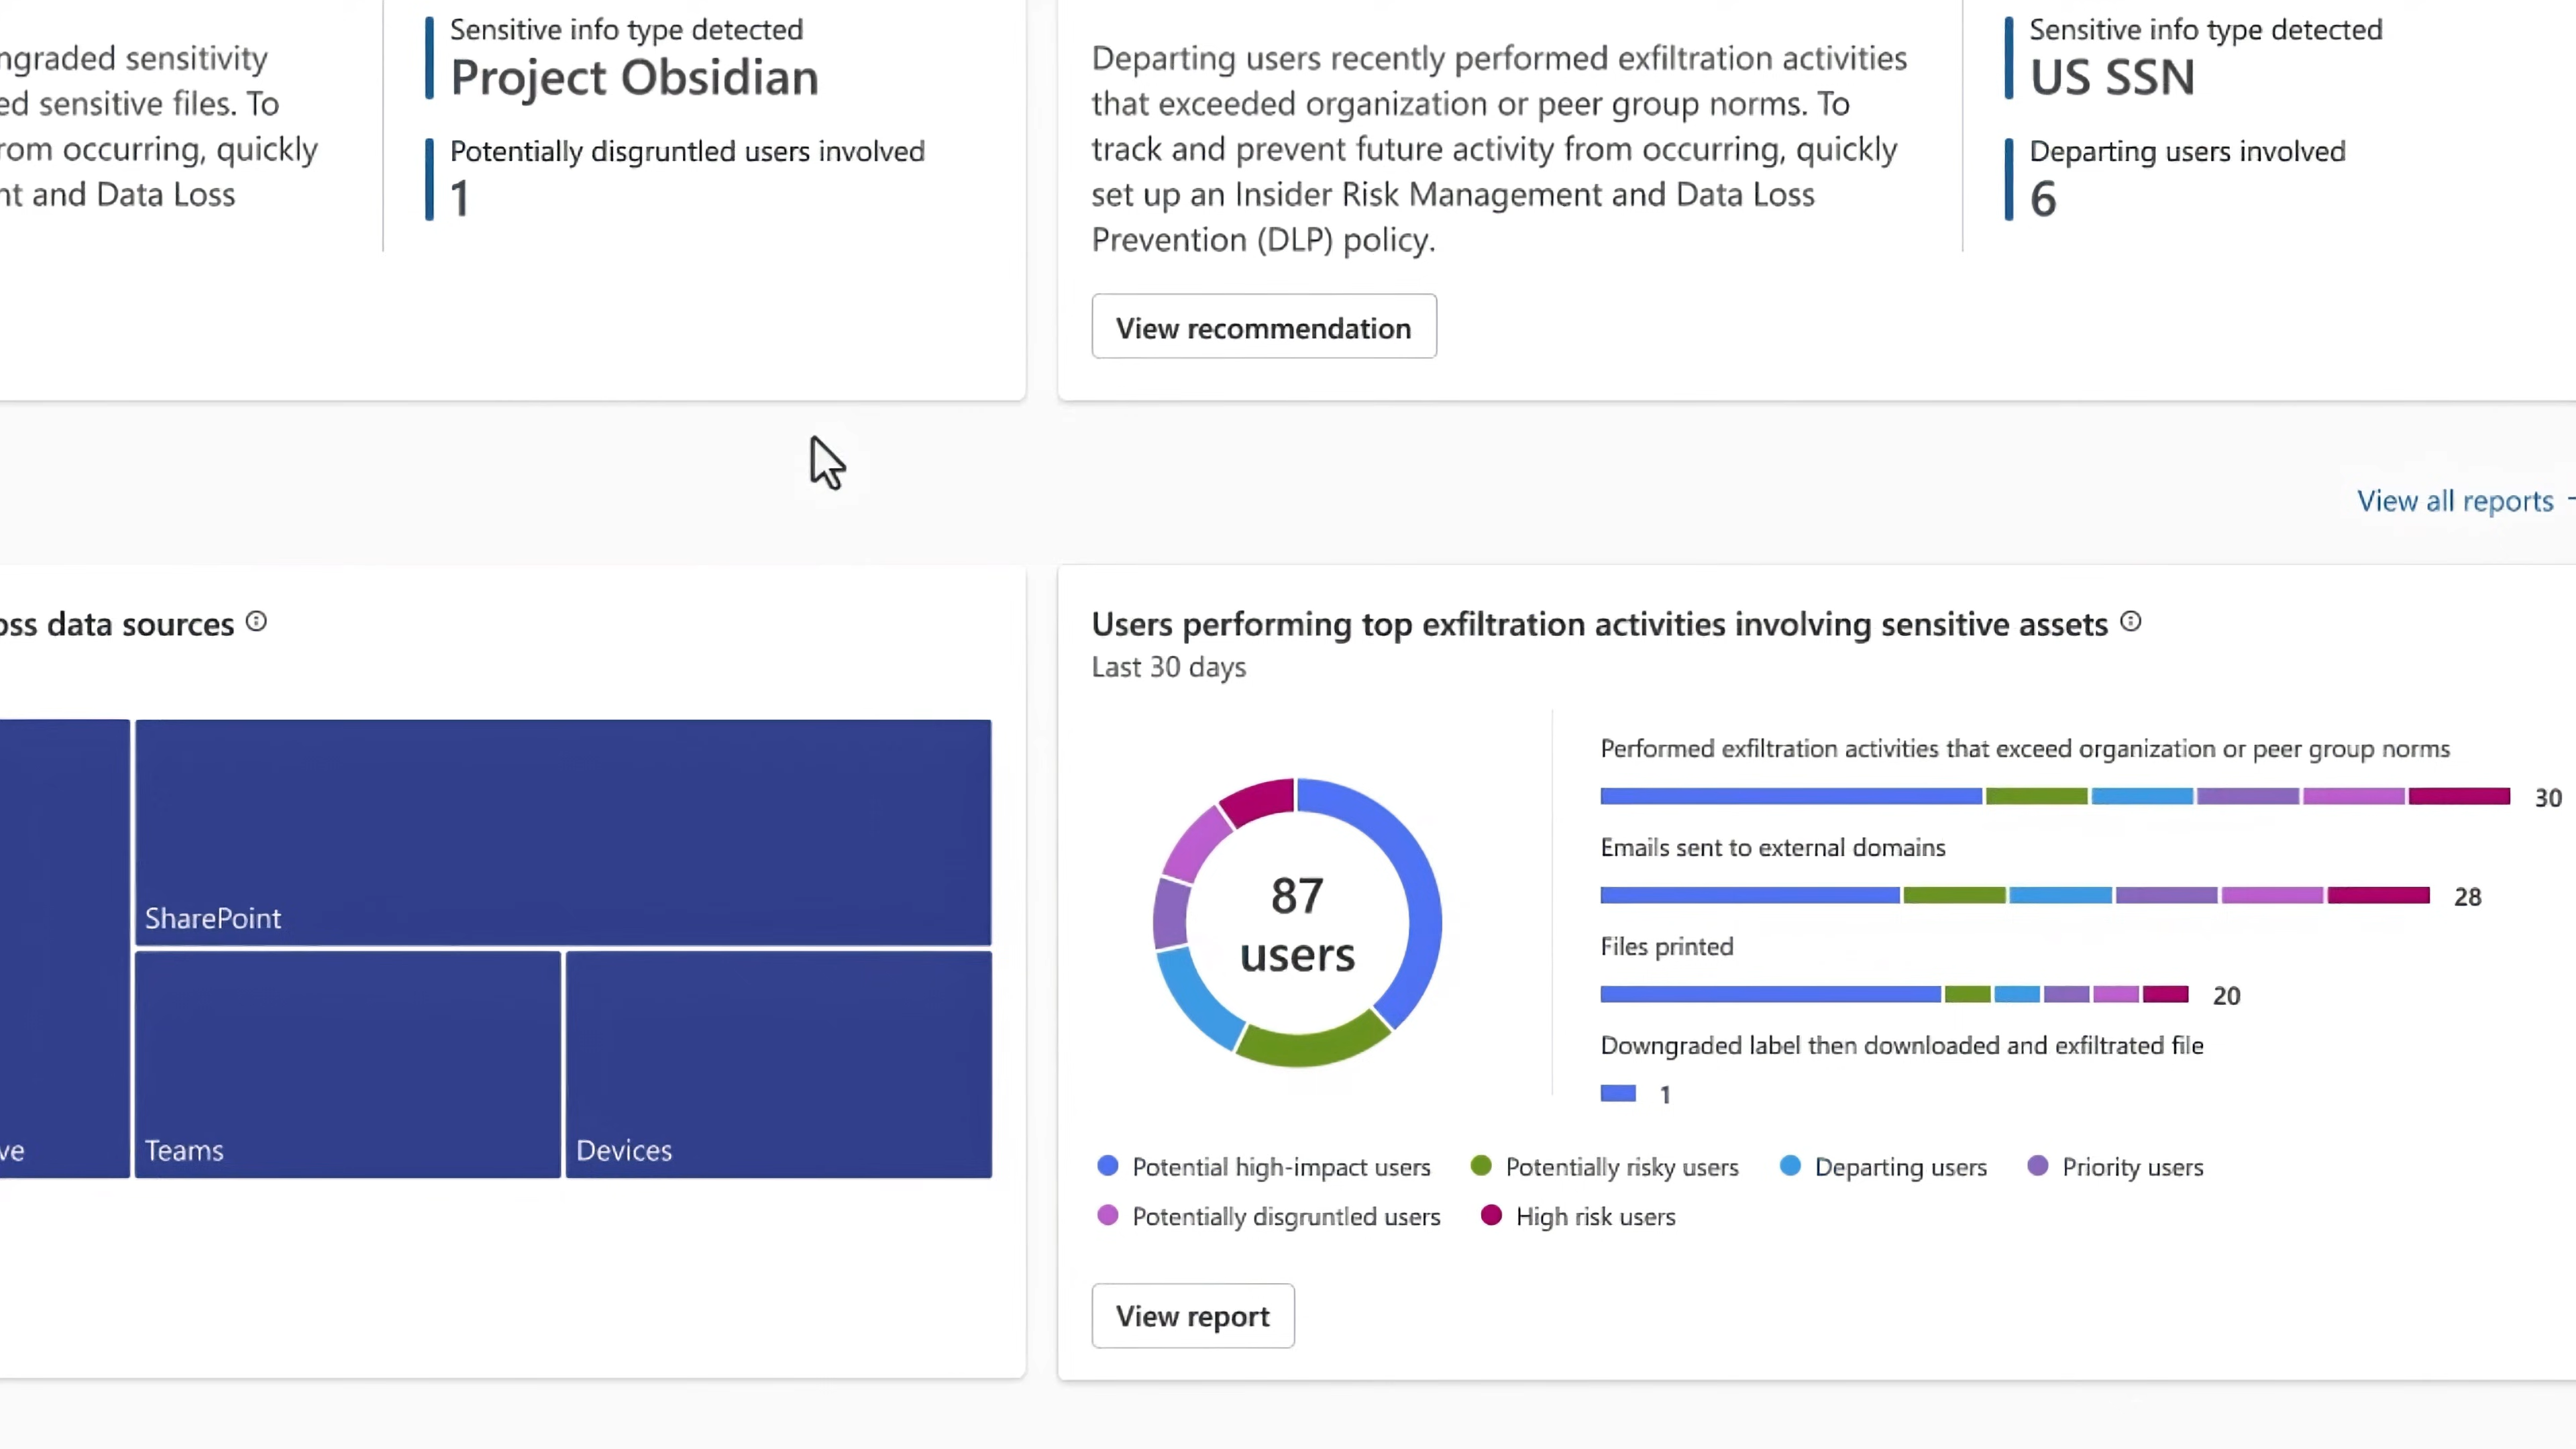 ngraded sensitivity
ed sensitive files. To
rom occurring, quickly
nt and Data Loss
Sensitive info type detected
Project Obsidian
Potentially disgruntled users involved
1
Departing users recently performed exfiltration activities
that exceeded organization or peer group norms. To
track and prevent future activity from occurring, quickly
set up an Insider Risk Management and Data Loss
Prevention (DLP) policy.
View recommendation
Sensitive info type detected
US SSN
Departing users involved
6
View all reports
oss data sources
SharePoint
ve
Teams
Devices
Users performing top exfiltration activities involving sensitive assets
Last 30 days
87
users
Performed exfiltration activities that exceed organization or peer group norms
30
Emails sent to external domains
28
Files printed
20
Downgraded label then downloaded and exfiltrated file
1
Potential high-impact users
Potentially risky users
Departing users
Priority users
Potentially disgruntled users
High risk users
View report